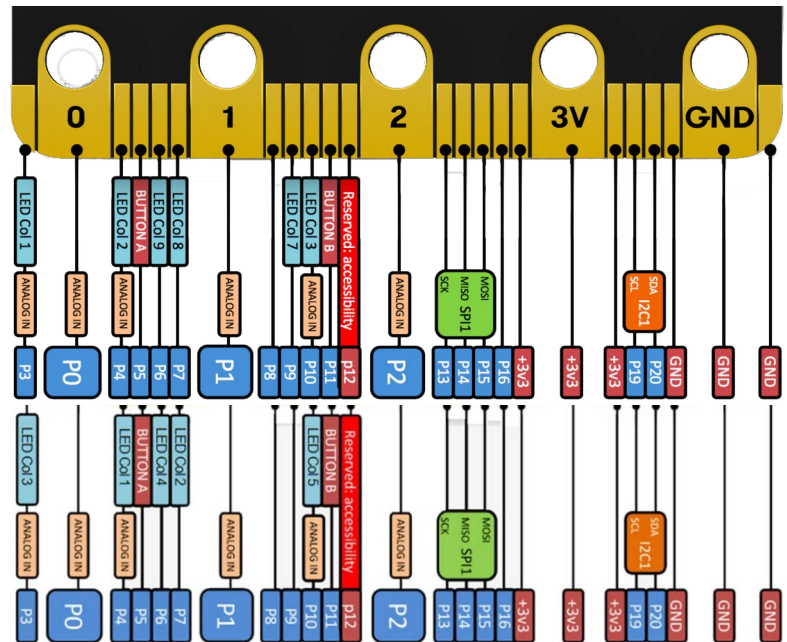 0 1 2 3V GND
LED Col 1
LED Col 2
BUTTON A
LED Col 9
LED Col 8
LED Col 7
LED Col 3
BUTTON B
Reserved: accessibility
ANALOG IN
ANALOG IN
ANALOG IN
ANALOG IN
ANALOG IN
ANALOG IN
SCK
MISO SPI1
MOSI
SCL
SDA I2C1
P3 P0 P4 P5 P6 P7 P1 P8 P9 P10 P11 p12 P2 P13 P14 P15 P16 +3v3 +3v3 +3v3 P19 P20 GND GND GND
LED Col 3
LED Col 1
BUTTON A
LED Col 4
LED Col 2
LED Col 5
BUTTON B
Reserved: accessibility
ANALOG IN
ANALOG IN
ANALOG IN
ANALOG IN
ANALOG IN
ANALOG IN
SCK
MISO SPI1
MOSI
SCL
SDA I2C1
P3 P0 P4 P5 P6 P7 P1 P8 P9 P10 P11 p12 P2 P13 P14 P15 P16 +3v3 +3v3 +3v3 P19 P20 GND GND GND